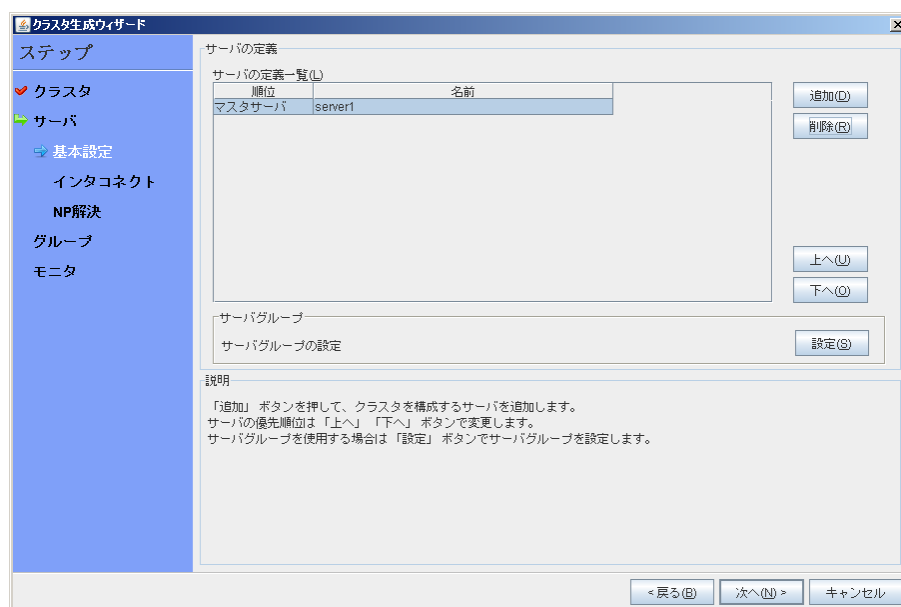 クラスタ生成ウィザード
ステップ
クラスタ
サーバ
基本設定
インタコネクト
NP解決
グループ
モニタ
サーバの定義
サーバの定義一覧(L)
順位 名前
マスタサーバ server1
追加(D)
削除(R)
上へ(U)
下へ(O)
サーバグループ
サーバグループの設定 設定(S)
説明
「追加」 ボタンを押して、クラスタを構成するサーバを追加します。
サーバの優先順位は 「上へ」 「下へ」 ボタンで変更します。
サーバグループを使用する場合は 「設定」 ボタンでサーバグループを設定します。
<戻る(B) 次へ(N)> キャンセル